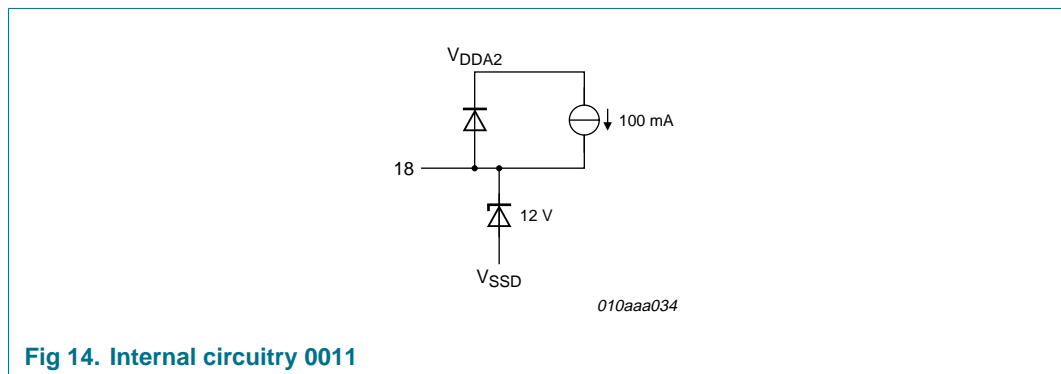 VDDA2
100 mA
18
12 V
VSSD
010aaa034
Fig 14. Internal circuitry 0011